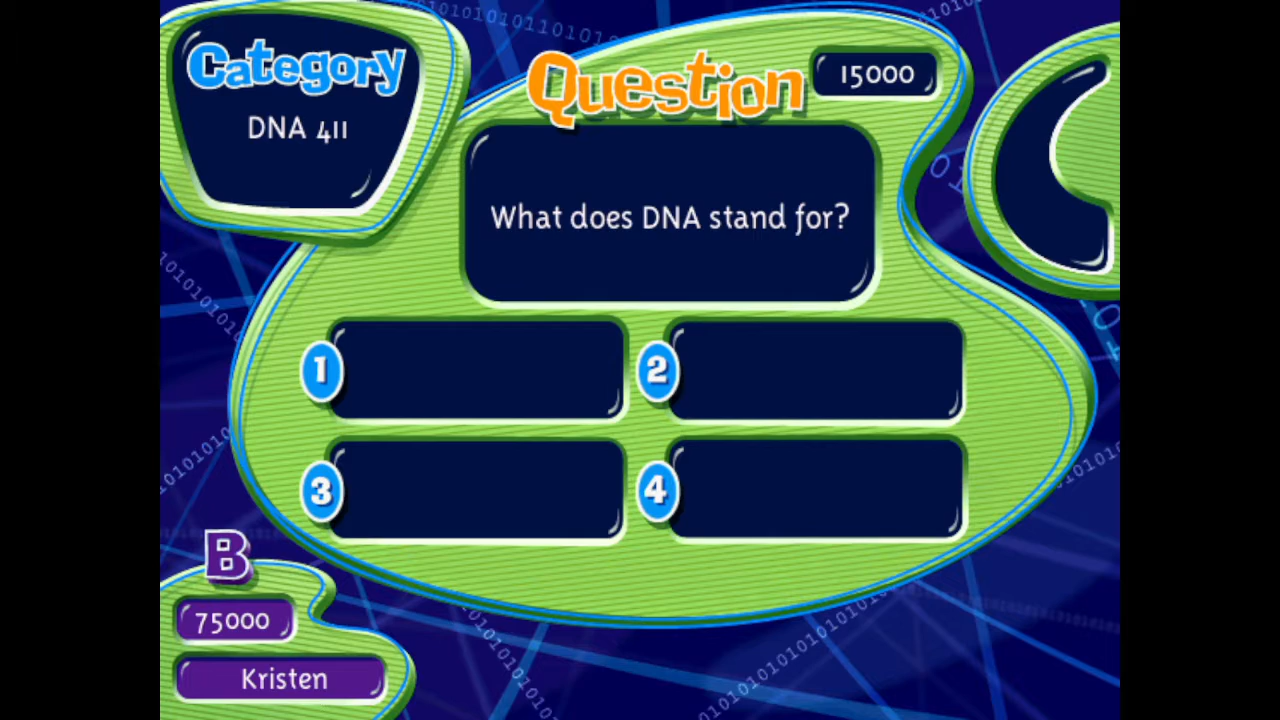 Category
DNA 411
Question
15000
What does DNA stand for?
1
2
3
4
B
75000
Kristen